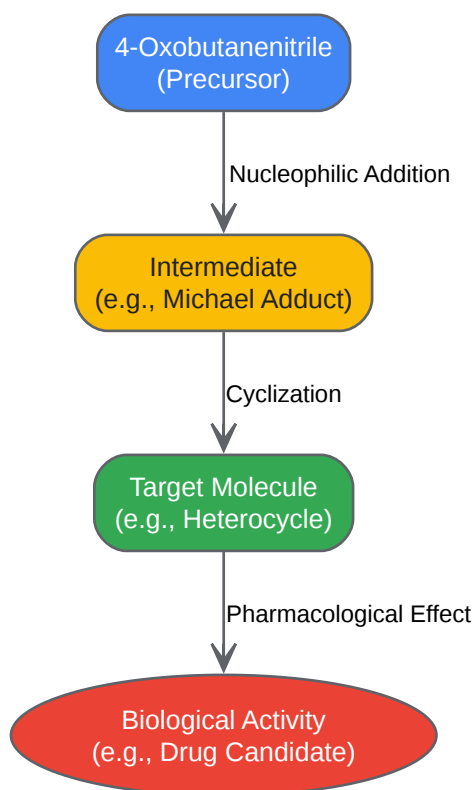 4-Oxobutanenitrile
(Precursor)
Nucleophilic Addition
Intermediate
(e.g., Michael Adduct)
Cyclization
Target Molecule
(e.g., Heterocycle)
Pharmacological Effect
Biological Activity
(e.g., Drug Candidate)